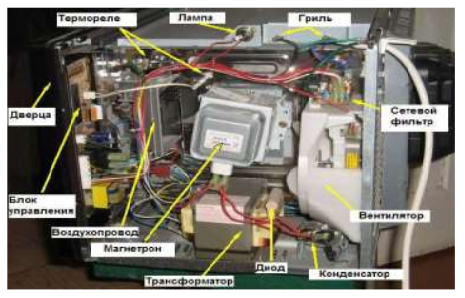 Термореле
Лампа
Гриль
Дверца
Сетевой
фильтр
Блок
управления
Воздухопровод
Магнетрон
Вентилятор
Трансформатор
Диод
Конденсатор